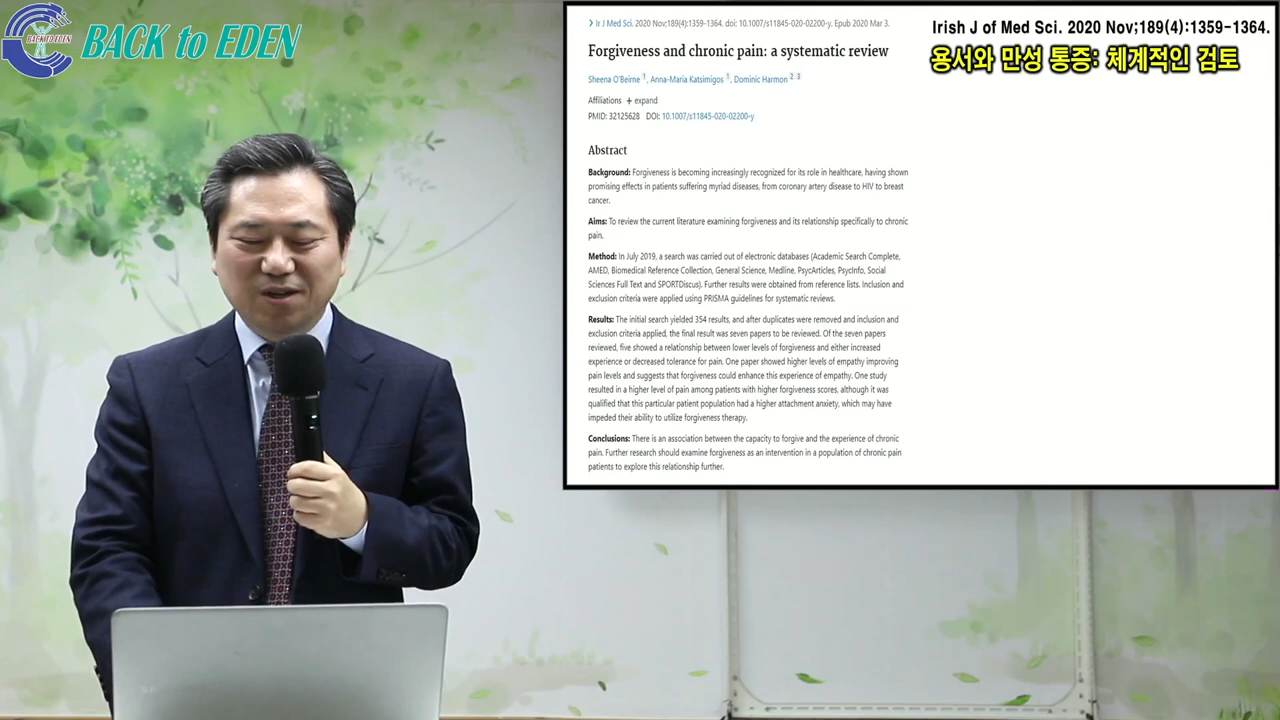 BACK to EDEN
BACK to EDEN
Ir J Med Sci. 2020 Nov;189(4):1359-1364. doi: 10.1007/s11845-020-02200-y. Epub 2020 Mar 3.
Forgiveness and chronic pain: a systematic review
Sheena O'Beirne 1, Anna-Maria Katsimigos 1, Dominic Harmon 2 3
Affiliations + expand
PMID: 32125628 DOI: 10.1007/s11845-020-02200-y
Abstract
Background: Forgiveness is becoming increasingly recognized for its role in healthcare, having shown
promising effects in patients suffering myriad diseases, from coronary artery disease to HIV to breast
cancer.
Aims: To review the current literature examining forgiveness and its relationship specifically to chronic
pain.
Method: In July 2019, a search was carried out of electronic databases (Academic Search Complete,
AMED, Biomedical Reference Collection, General Science, Medline, PsycArticles, PsycInfo, Social
Sciences Full Text and SPORTDiscus). Further results were obtained from reference lists. Inclusion and
exclusion criteria were applied using PRISMA guidelines for systematic reviews.
Results: The initial search yielded 354 results, and after duplicates were removed and inclusion and
exclusion criteria applied, the final result was seven papers to be reviewed. Of the seven papers
reviewed, five showed a relationship between lower levels of forgiveness and either increased
experience or decreased tolerance for pain. One paper showed higher levels of empathy improving
pain levels and suggests that forgiveness could enhance this experience of empathy. One study
resulted in a higher level of pain among patients with higher forgiveness scores, although it was
qualified that this particular patient population had a higher attachment anxiety, which may have
impeded their ability to utilize forgiveness therapy.
Conclusions: There is an association between the capacity to forgive and the experience of chronic
pain. Further research should examine forgiveness as an intervention in a population of chronic pain
patients to explore this relationship further.
Irish J of Med Sci. 2020 Nov;189(4):1359-1364.
용서와 만성 통증: 체계적인 검토